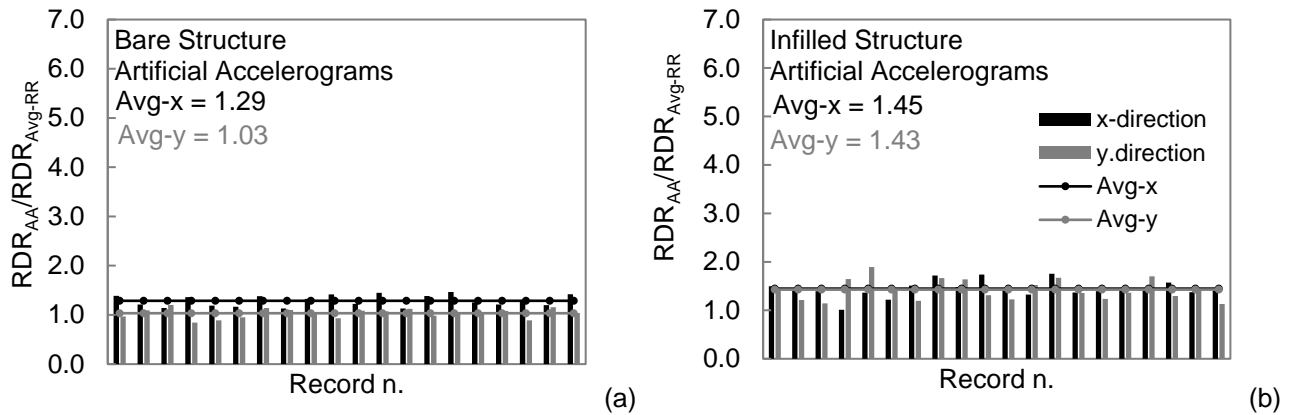 7.0
6.0
5.0
4.0
3.0
2.0
1.0
0.0
RDR_AA/RDR_Avg-RR
Bare Structure
Artificial Accelerograms
Avg-x = 1.29
Avg-y = 1.03
Record n.
(a)
7.0
6.0
5.0
4.0
3.0
2.0
1.0
0.0
RDR_AA/RDR_Avg-RR
Infilled Structure
Artificial Accelerograms
Avg-x = 1.45
Avg-y = 1.43
x-direction
y.direction
Avg-x
Avg-y
Record n.
(b)